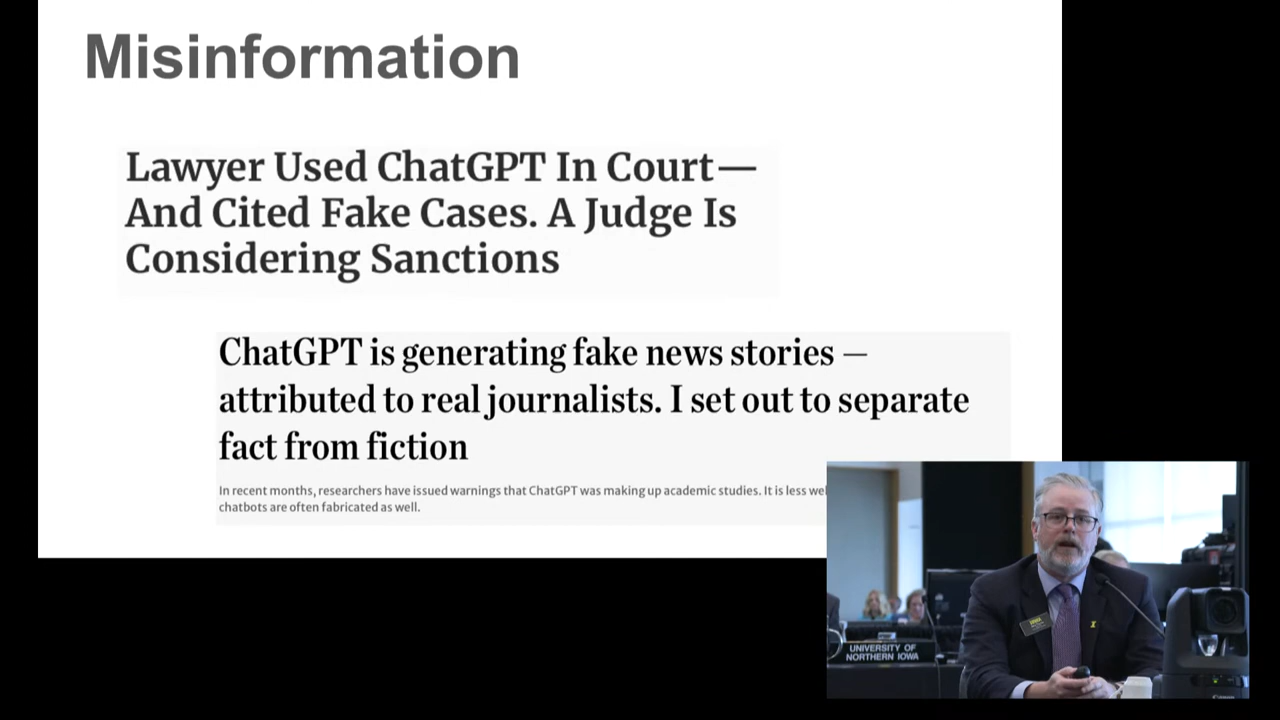 Misinformation
Lawyer Used ChatGPT In Court—
And Cited Fake Cases. A Judge Is
Considering Sanctions
ChatGPT is generating fake news stories —
attributed to real journalists. I set out to separate
fact from fiction
In recent months, researchers have issued warnings that ChatGPT was making up academic studies. It is less
chatbots are often fabricated as well.
UNIVERSITY OF
NORTHERN IOWA